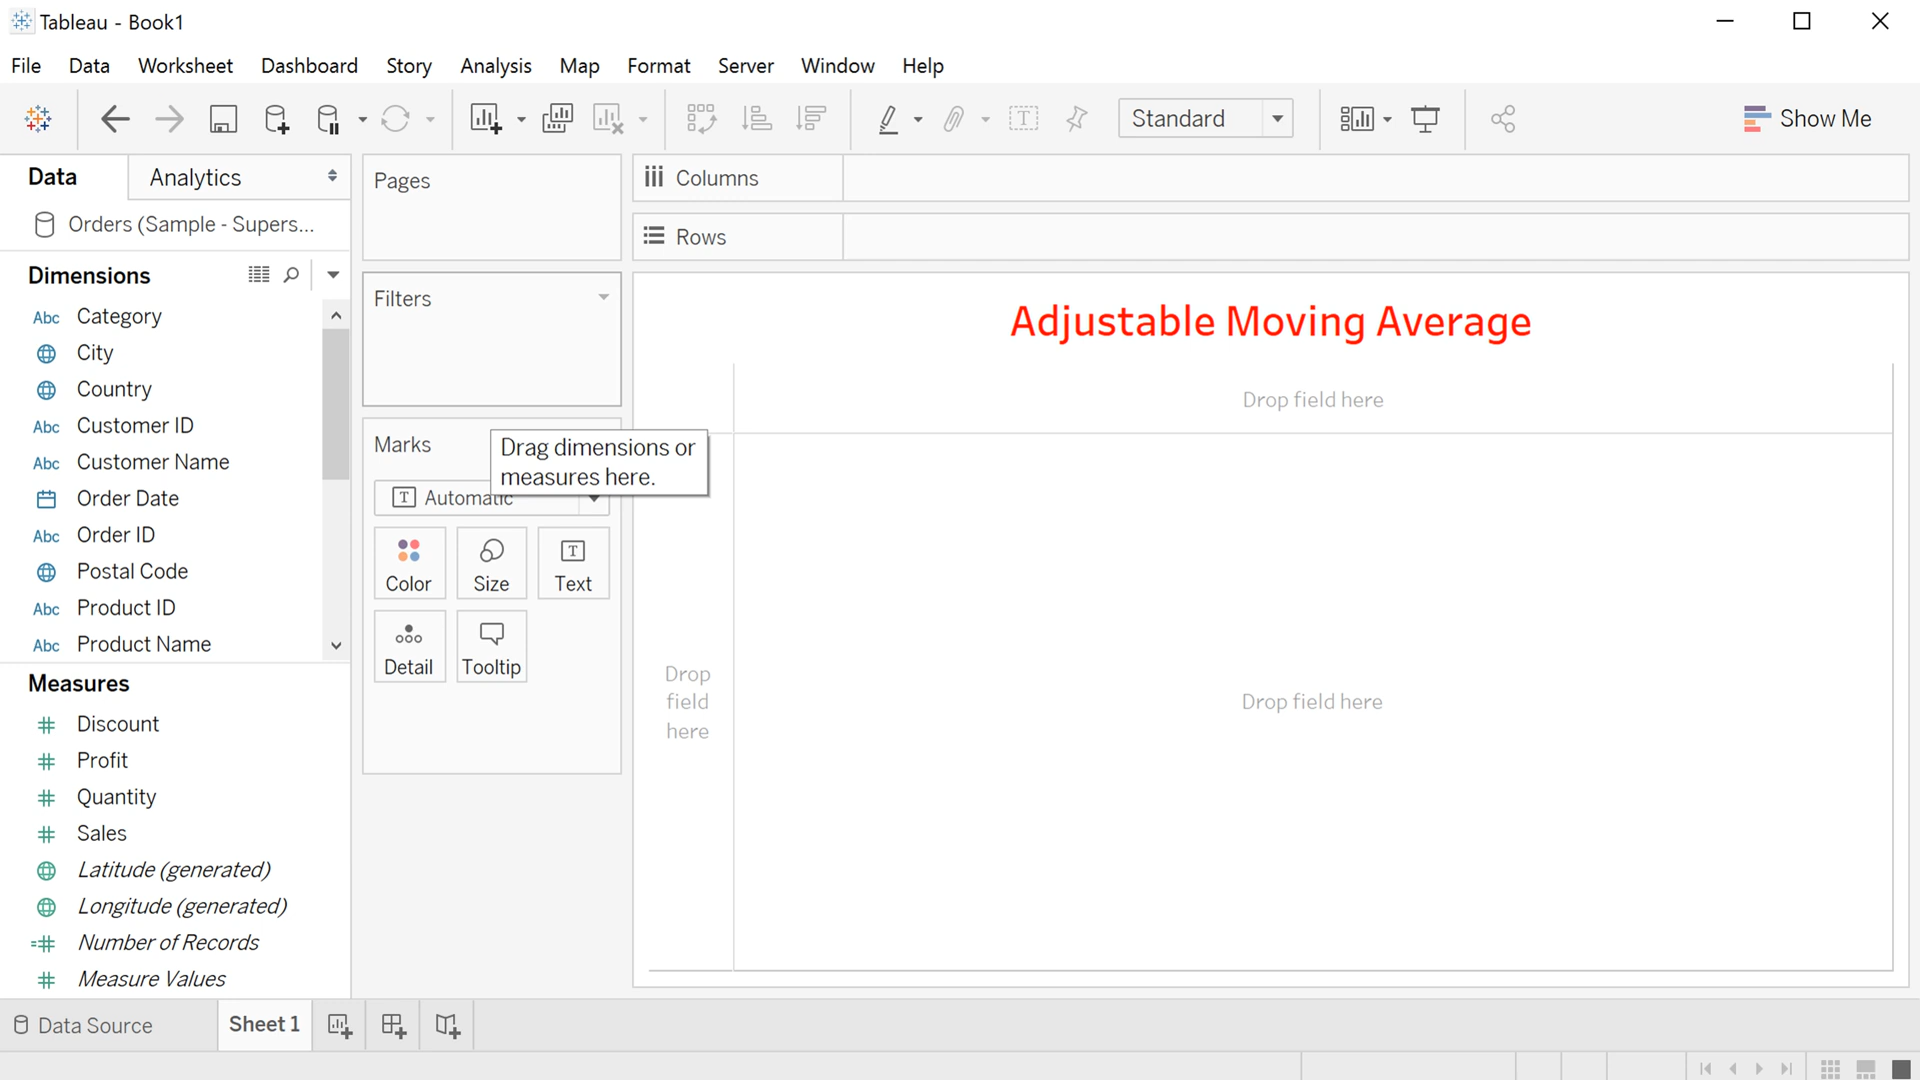 Tableau - Book1
File Data Worksheet Dashboard Story Analysis Map Format Server Window Help
Standard
Show Me
Data
Analytics
Orders (Sample - Supers...
Dimensions
Abc Category
City
Country
Abc Customer ID
Abc Customer Name
Order Date
Abc Order ID
Postal Code
Abc Product ID
Abc Product Name
Measures
Discount
Profit
Quantity
Sales
Latitude (generated)
Longitude (generated)
Number of Records
Measure Values
Pages
Filters
Marks
Drag dimensions or
measures here.
T Automatic
Color
Size
T
Text
Detail
Tooltip
Columns
Rows
Adjustable Moving Average
Drop field here
Drop
field
here
Drop field here
Data Source
Sheet 1